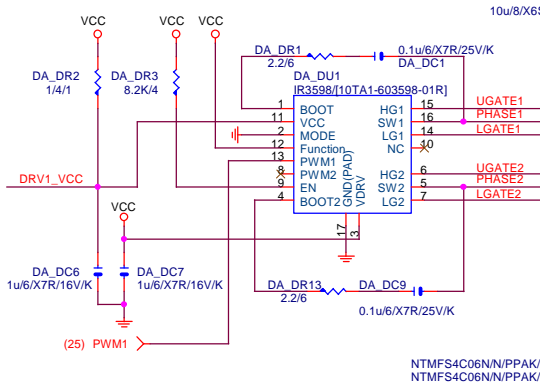 10u/8/X6S
VCC VCC VCC
DA_DR1 0.1u/6/X7R/25V/K
2.2/6 DA_DC1
DA_DR2 DA_DR3 DA_DU1
1/4/1 8.2K/4 IR3598/[10TA1-603598-01R]
1 BOOT HG1 15 UGATE1
11 VCC SW1 16 PHASE1
2 MODE LG1 14 LGATE1
12 Function NC 10
13 PWM1
8 PWM2 HG2 6 UGATE2
DRV1_VCC 9 EN SW2 5 PHASE2
4 BOOT2 LG2 7 LGATE2
GND(PAD) VDRV
17 3
VCC
DA_DC6 DA_DC7
1u/6/X7R/16V/K 1u/6/X7R/16V/K
DA_DR13 DA_DC9
2.2/6
0.1u/6/X7R/25V/K
(25) PWM1
NTMFS4C06N/N/PPAK/
NTMFS4C06N/N/PPAK/